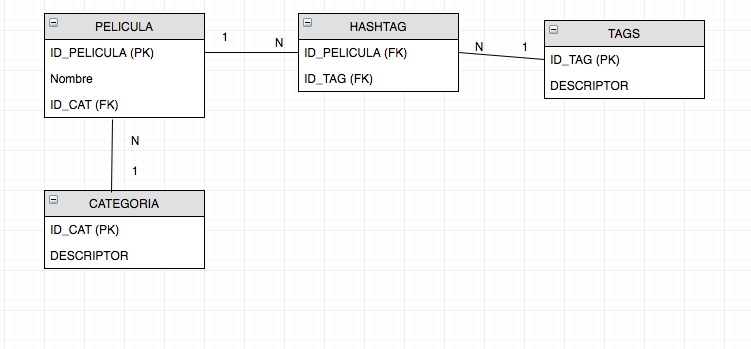 PELICULA
ID_PELICULA (PK)
Nombre
ID_CAT (FK)
1
N
HASHTAG
ID_PELICULA (FK)
ID_TAG (FK)
N
1
TAGS
ID_TAG (PK)
DESCRIPTOR
N
1
CATEGORIA
ID_CAT (PK)
DESCRIPTOR